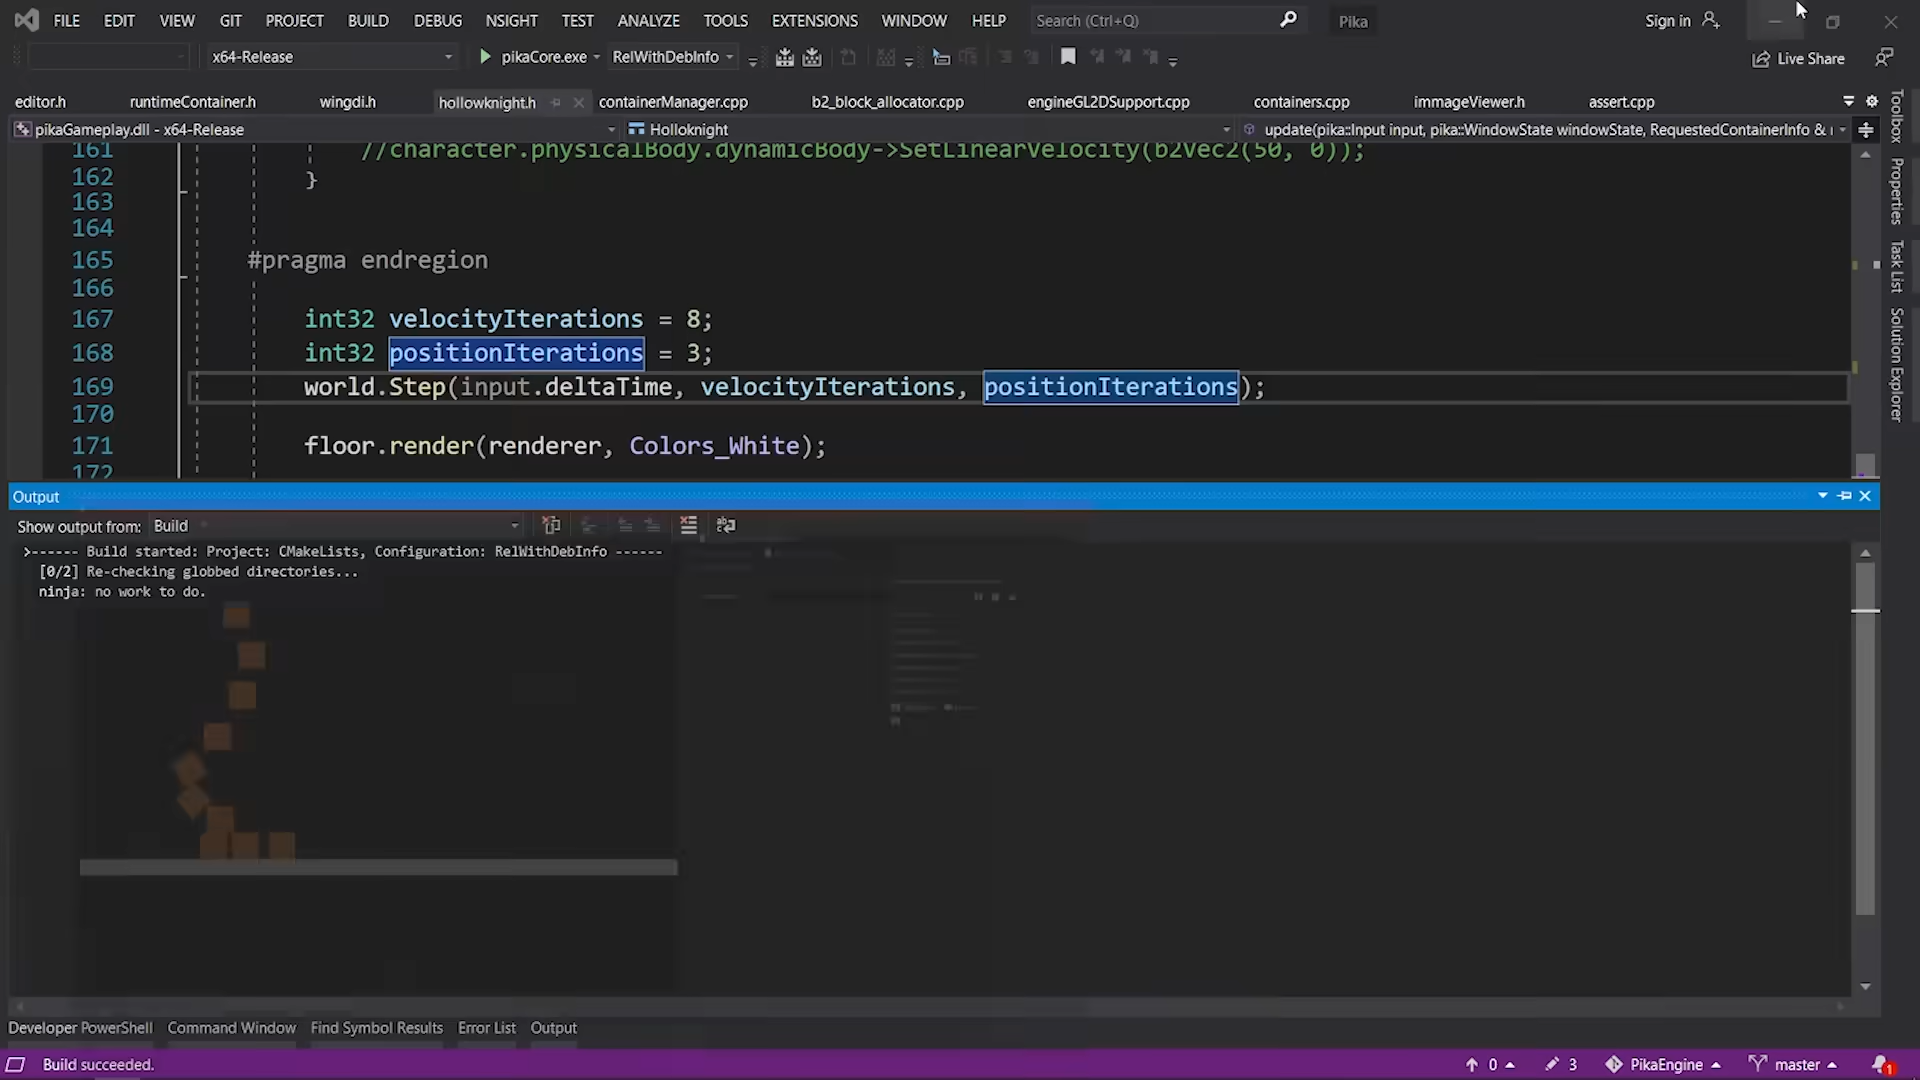 FILE EDIT VIEW GIT PROJECT BUILD DEBUG NSIGHT TEST ANALYZE TOOLS EXTENSIONS WINDOW HELP Search (Ctrl+Q) Pika Sign in
x64-Release pikaCore.exe RelWithDebInfo Live Share
editor.h runtimeContainer.h wingdi.h hollowknight.h containerManager.cpp b2_block_allocator.cpp engineGL2DSupport.cpp containers.cpp immageViewer.h assert.cpp
pikaGameplay.dll - x64-Release Holloknight update(pika::Input input, pika::WindowState windowState, RequestedContainerInfo &
161 //character.physicalBody.dynamicBody->SetLinearVelocity(b2Vec2(50, 0));
162 }
163
164
165 #pragma endregion
166
167 int32 velocityIterations = 8;
168 int32 positionIterations = 3;
169 world.Step(input.deltaTime, velocityIterations, positionIterations);
170
171 floor.render(renderer, Colors_White);
172
Toolbox
Properties
Task List
Solution Explorer
Output
Show output from: Build
>------ Build started: Project: CMakeLists, Configuration: RelWithDebInfo ------
[0/2] Re-checking globbed directories...
ninja: no work to do.
Developer PowerShell Command Window Find Symbol Results Error List Output
Build succeeded. 0 3 PikaEngine master 1